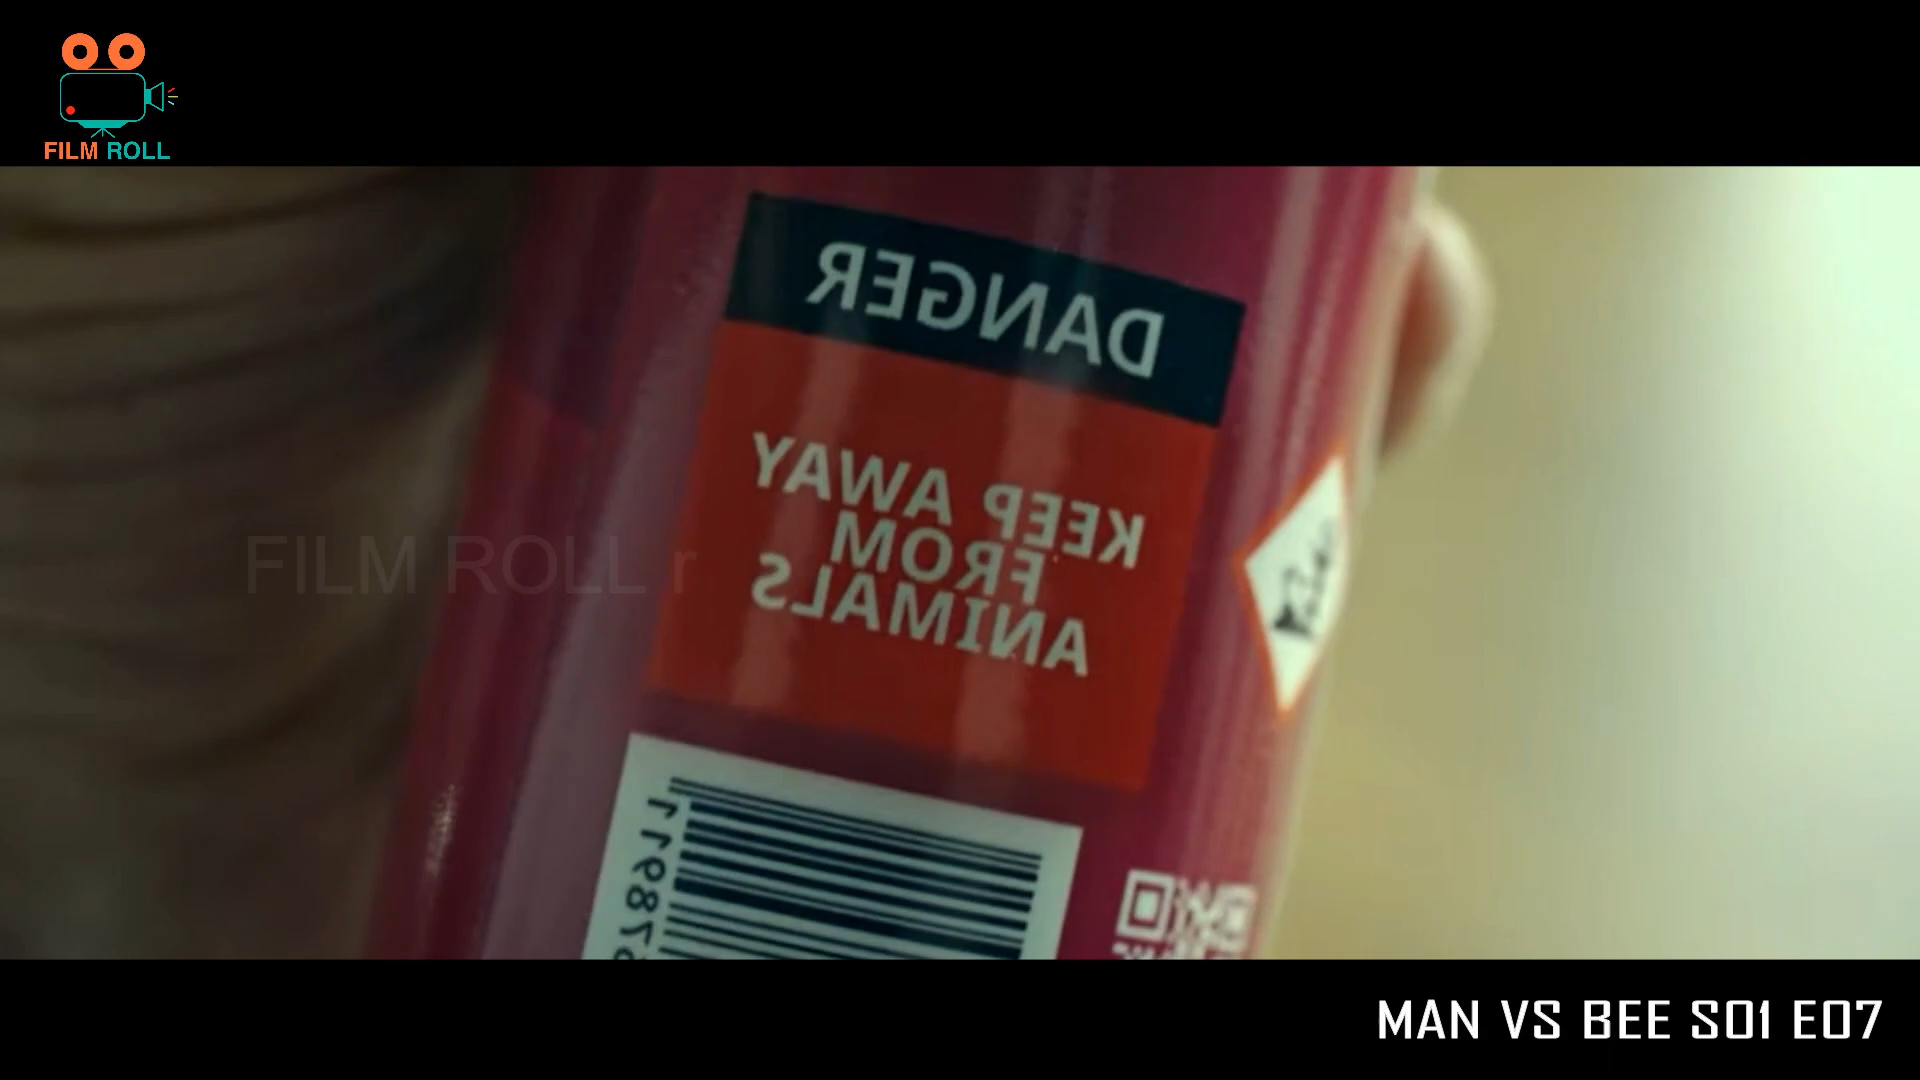 FILM ROLL
DANGER
KEEP AWAY
FROM
ANIMALS
FILM ROLL r
MAN VS BEE S01 E07